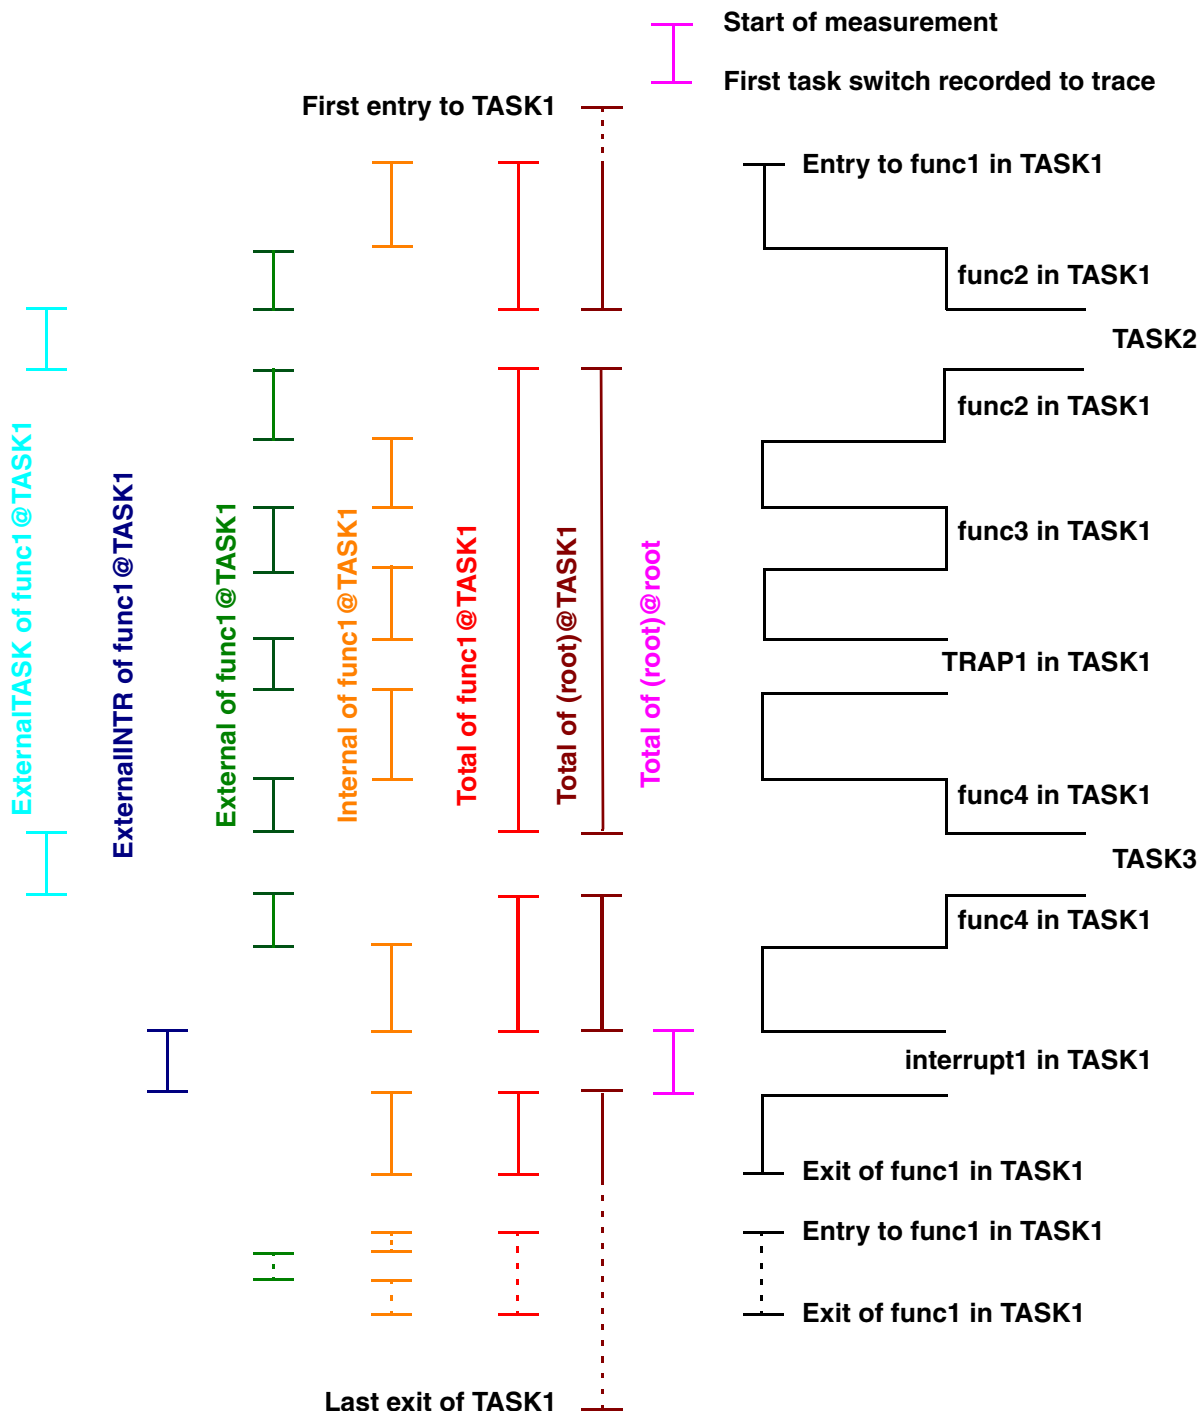 Start of measurement
First task switch recorded to trace
First entry to TASK1
Entry to func1 in TASK1
func2 in TASK1
TASK2
func2 in TASK1
func3 in TASK1
TRAP1 in TASK1
func4 in TASK1
TASK3
func4 in TASK1
interrupt1 in TASK1
Exit of func1 in TASK1
Entry to func1 in TASK1
Exit of func1 in TASK1
Last exit of TASK1
ExternalTASK of func1@TASK1
ExternalINTR of func1@TASK1
External of func1@TASK1
Internal of func1@TASK1
Total of func1@TASK1
Total of (root)@TASK1
Total of (root)@root